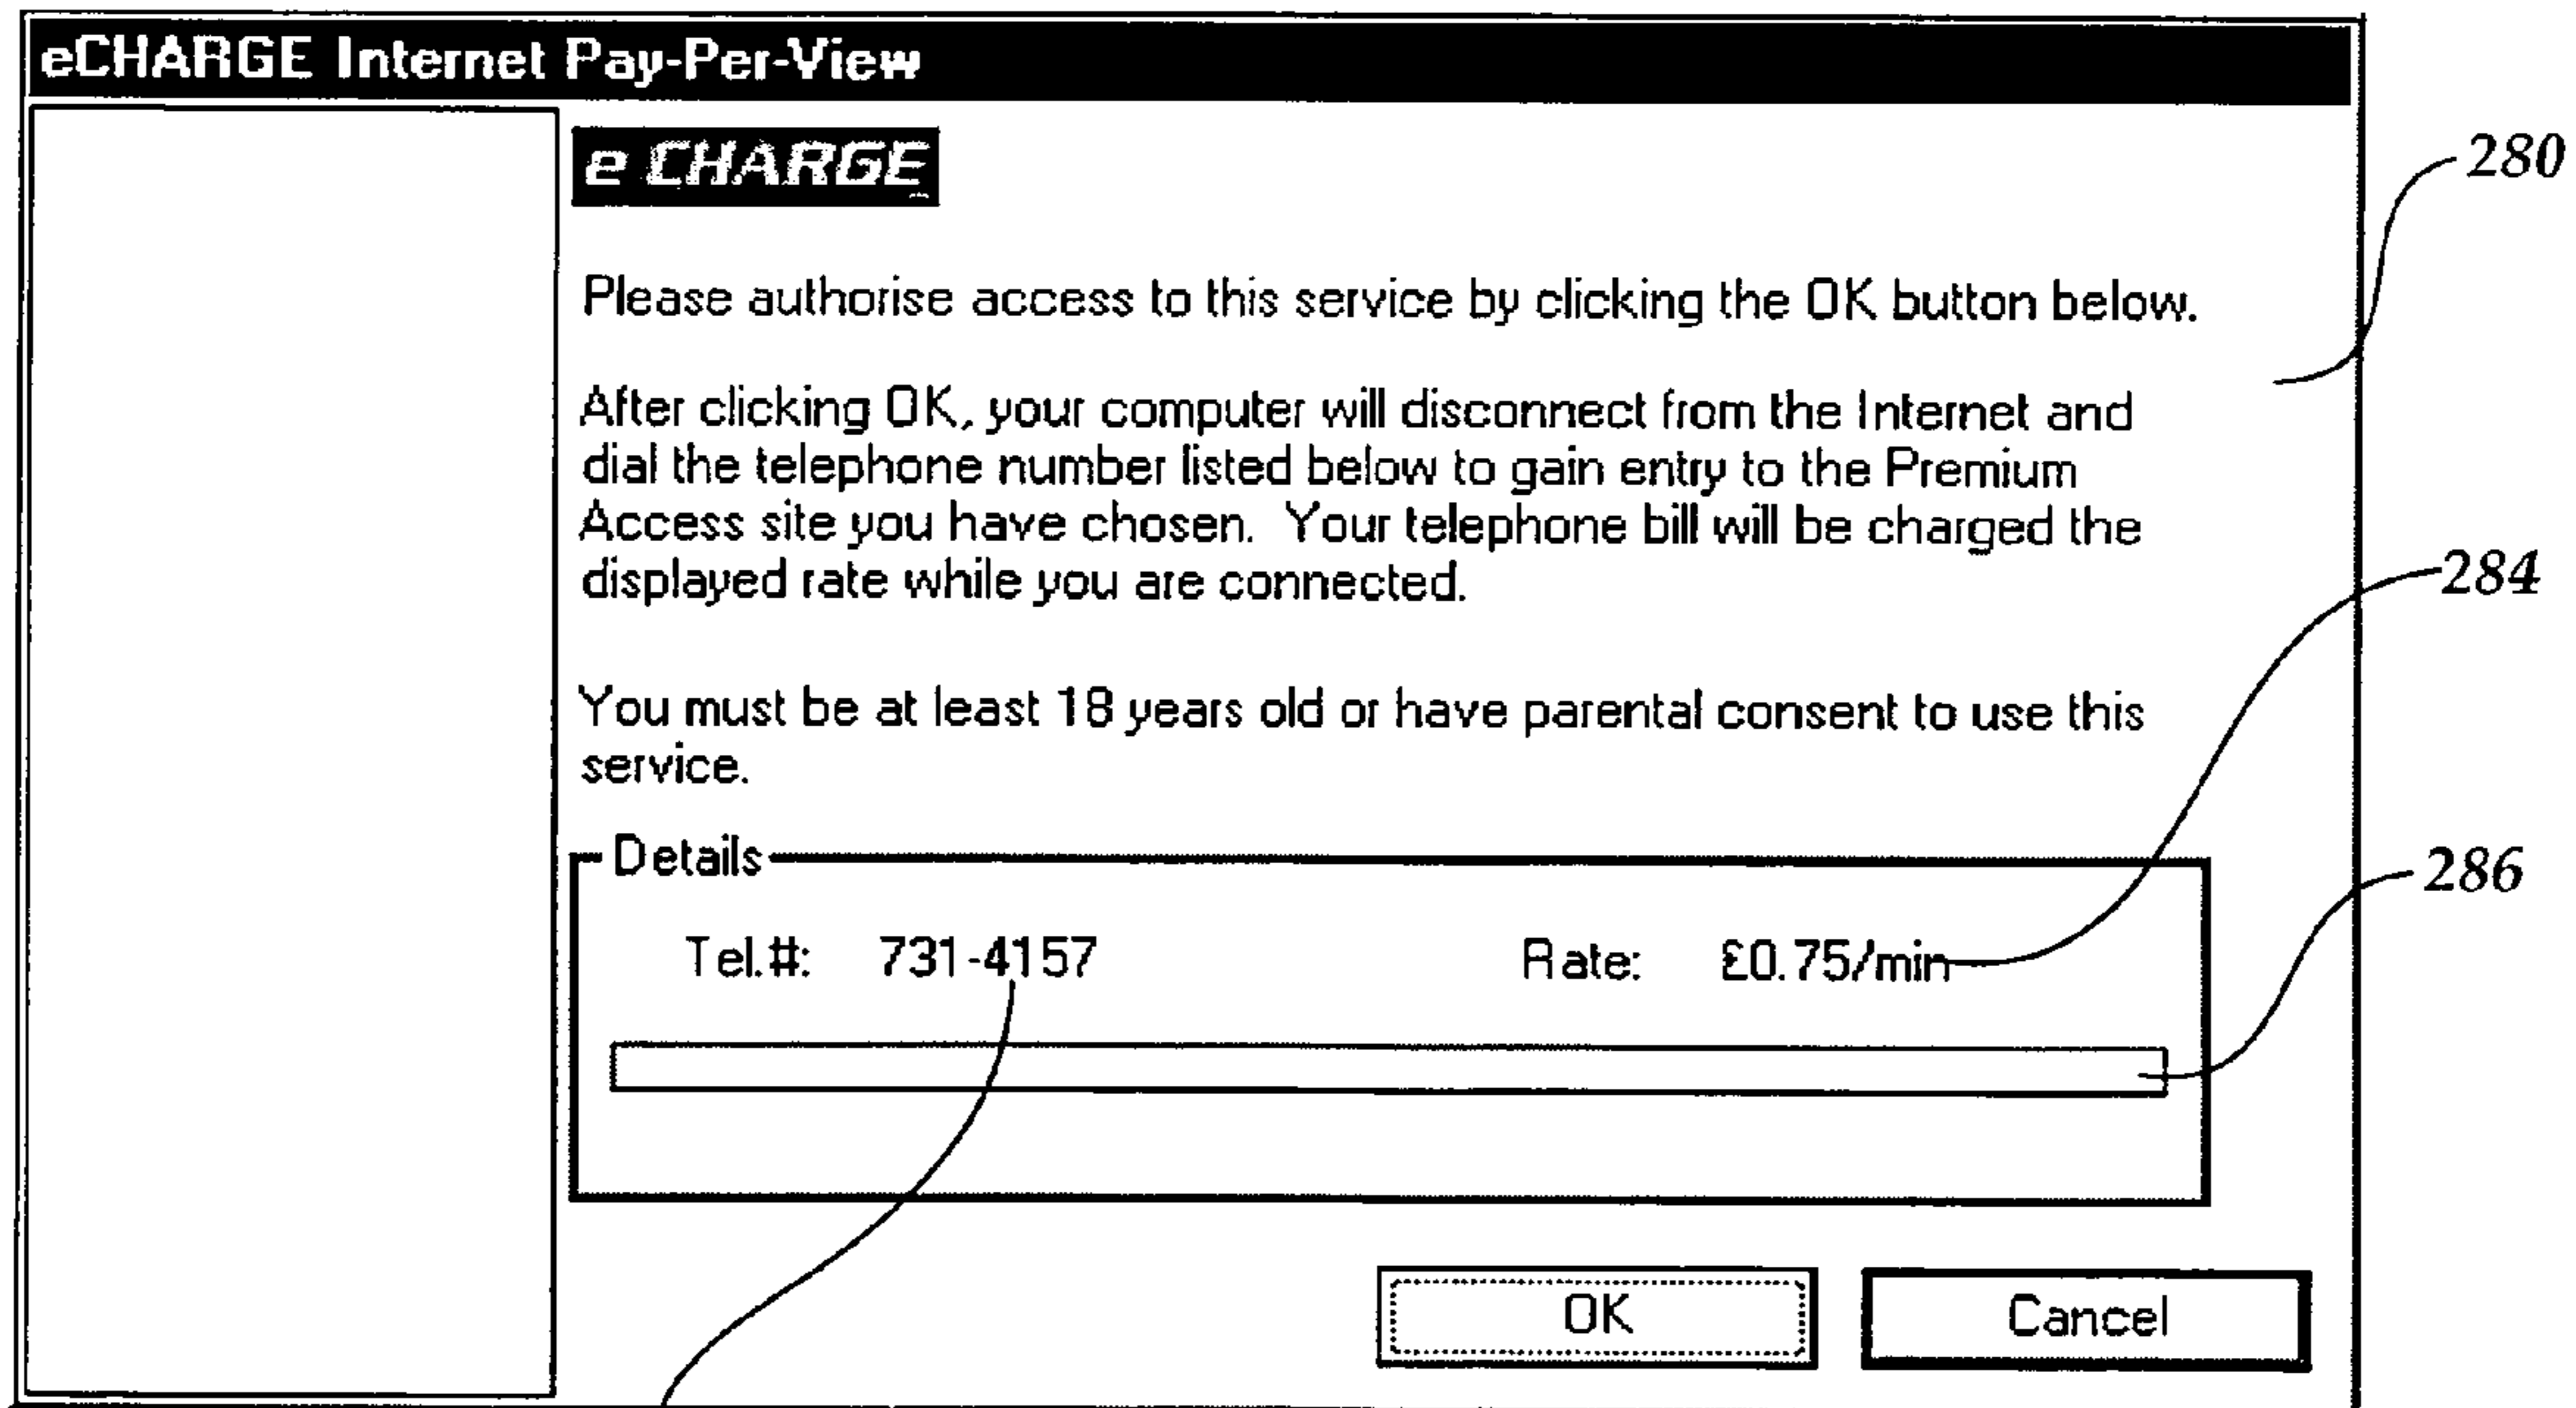 eCHARGE Internet Pay-Per-View
e CHARGE
280
Please authorise access to this service by clicking the OK button below.
After clicking OK, your computer will disconnect from the Internet and
dial the telephone number listed below to gain entry to the Premium
Access site you have chosen. Your telephone bill will be charged the
displayed rate while you are connected.
284
You must be at least 18 years old or have parental consent to use this
service.
Details
286
Tel.#: 731-4157 Rate: £0.75/min
OK Cancel